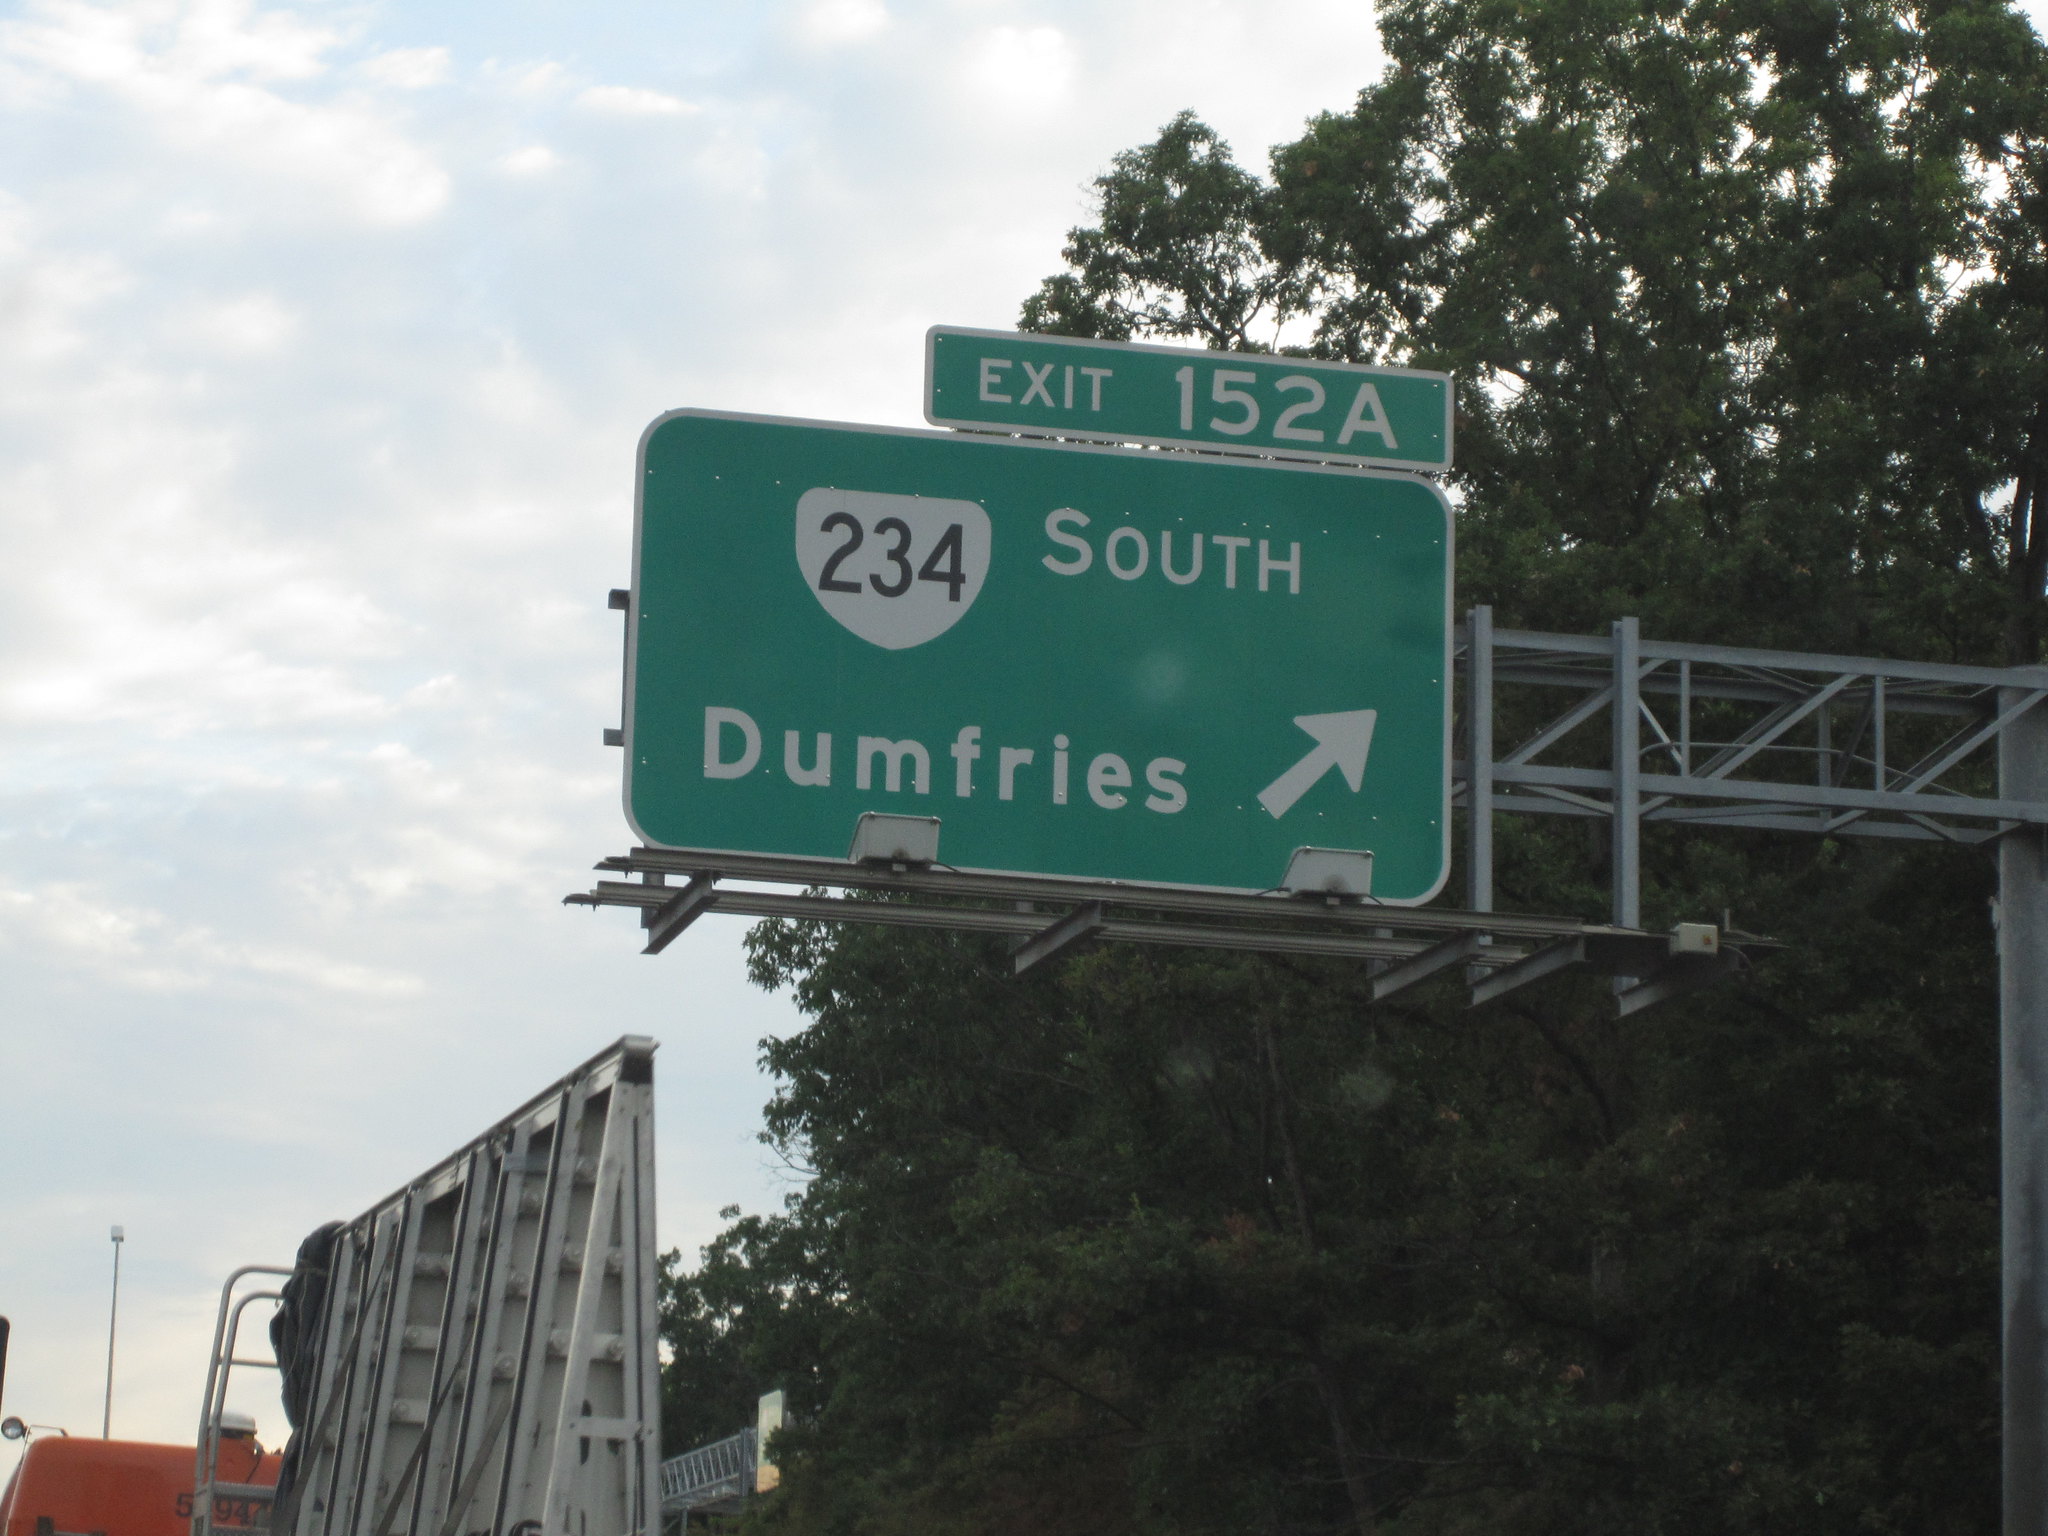 EXIT 152A
234 SOUTH
Dumfries